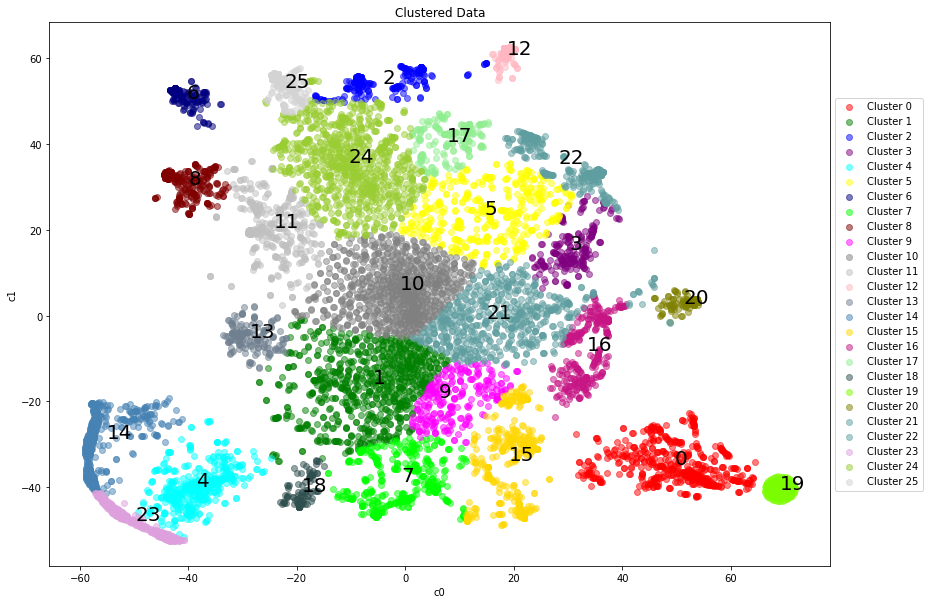 Clustered Data
12
25
2
6
17
24
22
8
5
11
3
10
20
21
13
16
1
9
14
15
0
7
4
18
19
23
60
40
20
0
−20
−40
c1
−60
−40
−20
0
20
40
60
c0
Cluster 0
Cluster 1
Cluster 2
Cluster 3
Cluster 4
Cluster 5
Cluster 6
Cluster 7
Cluster 8
Cluster 9
Cluster 10
Cluster 11
Cluster 12
Cluster 13
Cluster 14
Cluster 15
Cluster 16
Cluster 17
Cluster 18
Cluster 20
Cluster 21
Cluster 22
Cluster 23
Cluster 24
Cluster 25